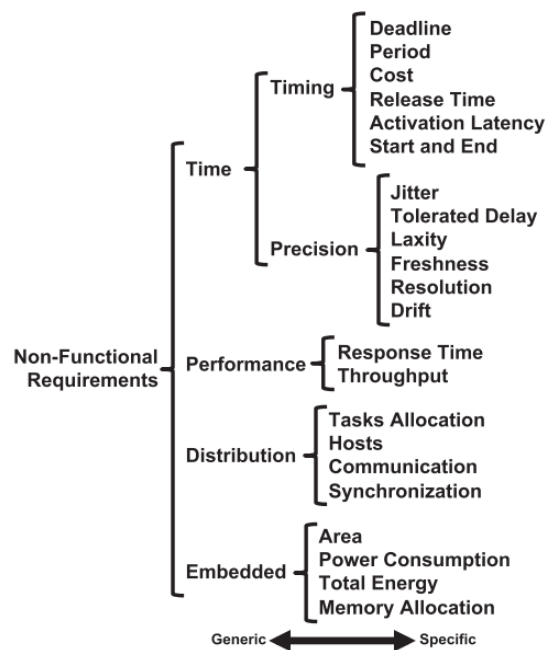 Non-Functional
Requirements
Time
Timing
Deadline
Period
Cost
Release Time
Activation Latency
Start and End
Precision
Jitter
Tolerated Delay
Laxity
Freshness
Resolution
Drift
Performance
Response Time
Throughput
Distribution
Tasks Allocation
Hosts
Communication
Synchronization
Embedded
Area
Power Consumption
Total Energy
Memory Allocation
Generic
Specific